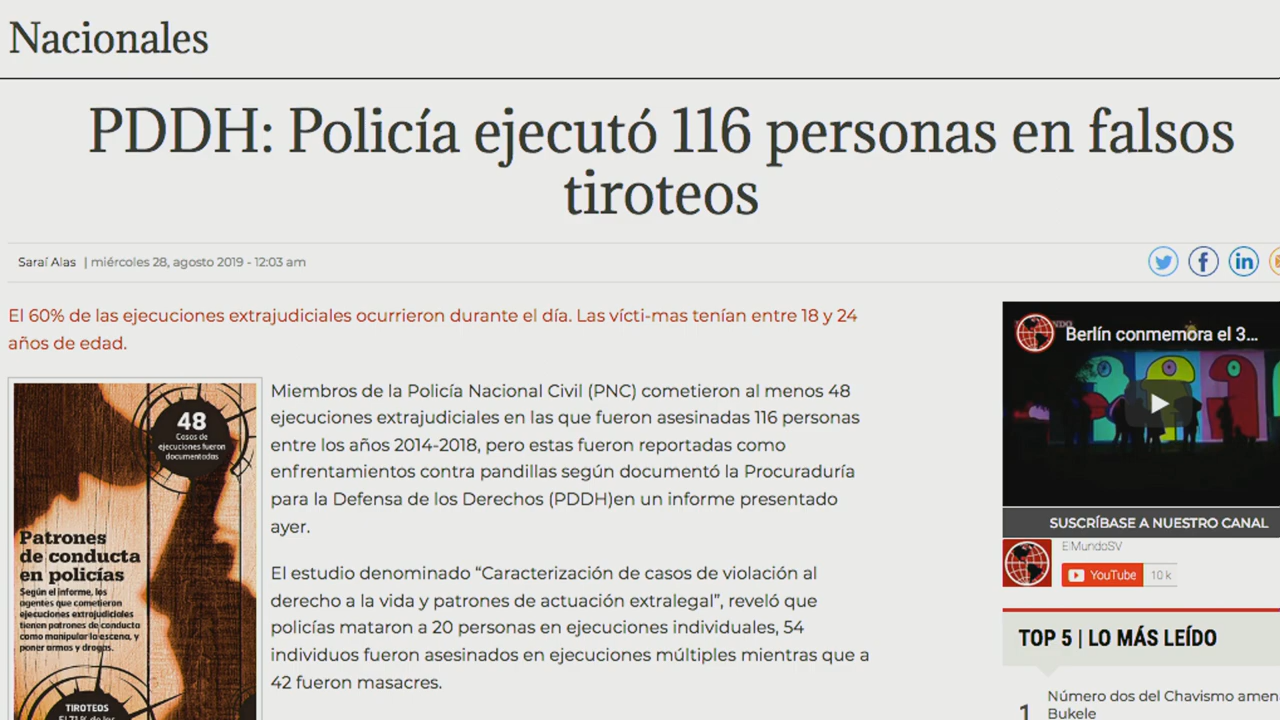 Nacionales
PDDH: Policía ejecutó 116 personas en falsos
tiroteos
Saraí Alas | miércoles 28, agosto 2019 - 12:03 am
El 60% de las ejecuciones extrajudiciales ocurrieron durante el día. Las vícti-mas tenían entre 18 y 24
años de edad.
48
Casos de
ejecuciones fueron
documentadas
Patrones
de conducta
en policías
Según el informe, los
agentes que cometieron
ejecuciones extrajudiciales
tienen patrones de conducta
como manipular la escena, y
poner armas y drogas.
TIROTEOS
El 71% de los
Miembros de la Policía Nacional Civil (PNC) cometieron al menos 48
ejecuciones extrajudiciales en las que fueron asesinadas 116 personas
entre los años 2014-2018, pero estas fueron reportadas como
enfrentamientos contra pandillas según documentó la Procuraduría
para la Defensa de los Derechos (PDDH)en un informe presentado
ayer.
El estudio denominado “Caracterización de casos de violación al
derecho a la vida y patrones de actuación extralegal”, reveló que
policías mataron a 20 personas en ejecuciones individuales, 54
individuos fueron asesinados en ejecuciones múltiples mientras que a
42 fueron masacres.
Berlín conmemora el 3...
SUSCRÍBASE A NUESTRO CANAL
ElMundoSV
YouTube 10 k
TOP 5 | LO MÁS LEÍDO
1
Número dos del Chavismo amen
Bukele